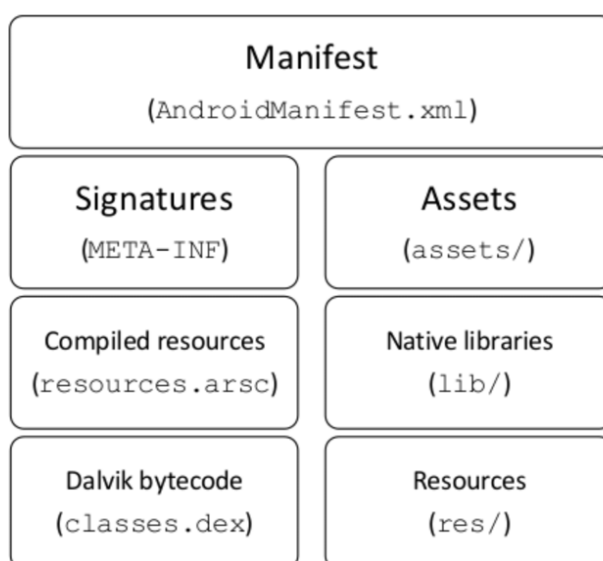 Manifest
(AndroidManifest.xml)
Signatures
(META-INF)
Assets
(assets/)
Compiled resources
(resources.arsc)
Native libraries
(lib/)
Dalvik bytecode
(classes.dex)
Resources
(res/)